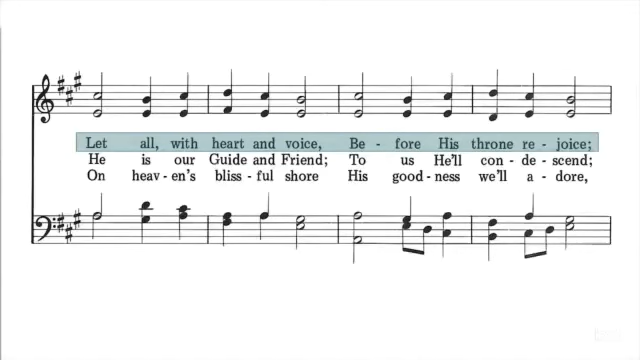 Let all, with heart and voice, Be - fore His throne re - joice;
He is our Guide and Friend; To us He'll con - de - scend;
On heav - en's bliss - ful shore His good - ness we'll a - dore,